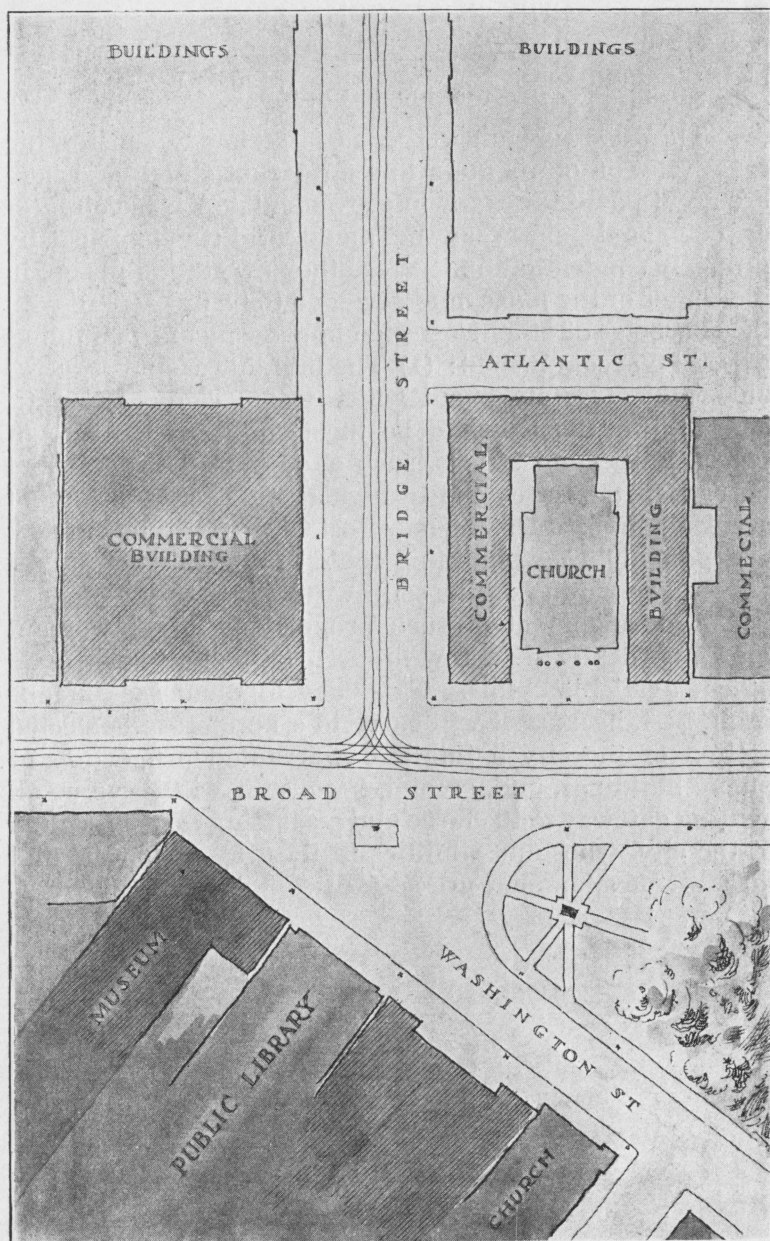 BUILDINGS.
BUILDINGS
BRIDGE STREET
ATLANTIC ST.
COMMERCIAL
BUILDING
COMMERCIAL
BUILDING
CHURCH
COMMECIAL
BROAD STREET
WASHINGTON ST
MUSEUM
PUBLIC LIBRARY
CHURCH